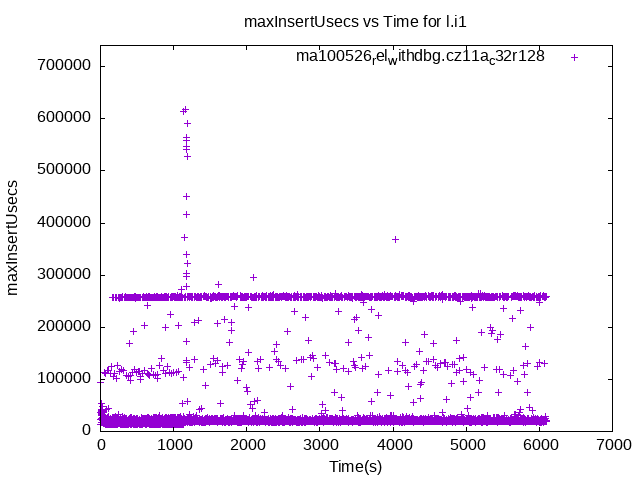 maxInsertUsecs vs Time for l.i1
ma100526relwithdbg.cz11ac32r128
700000
600000
500000
400000
300000
200000
100000
0
maxInsertUsecs
0 1000 2000 3000 4000 5000 6000 7000
Time(s)